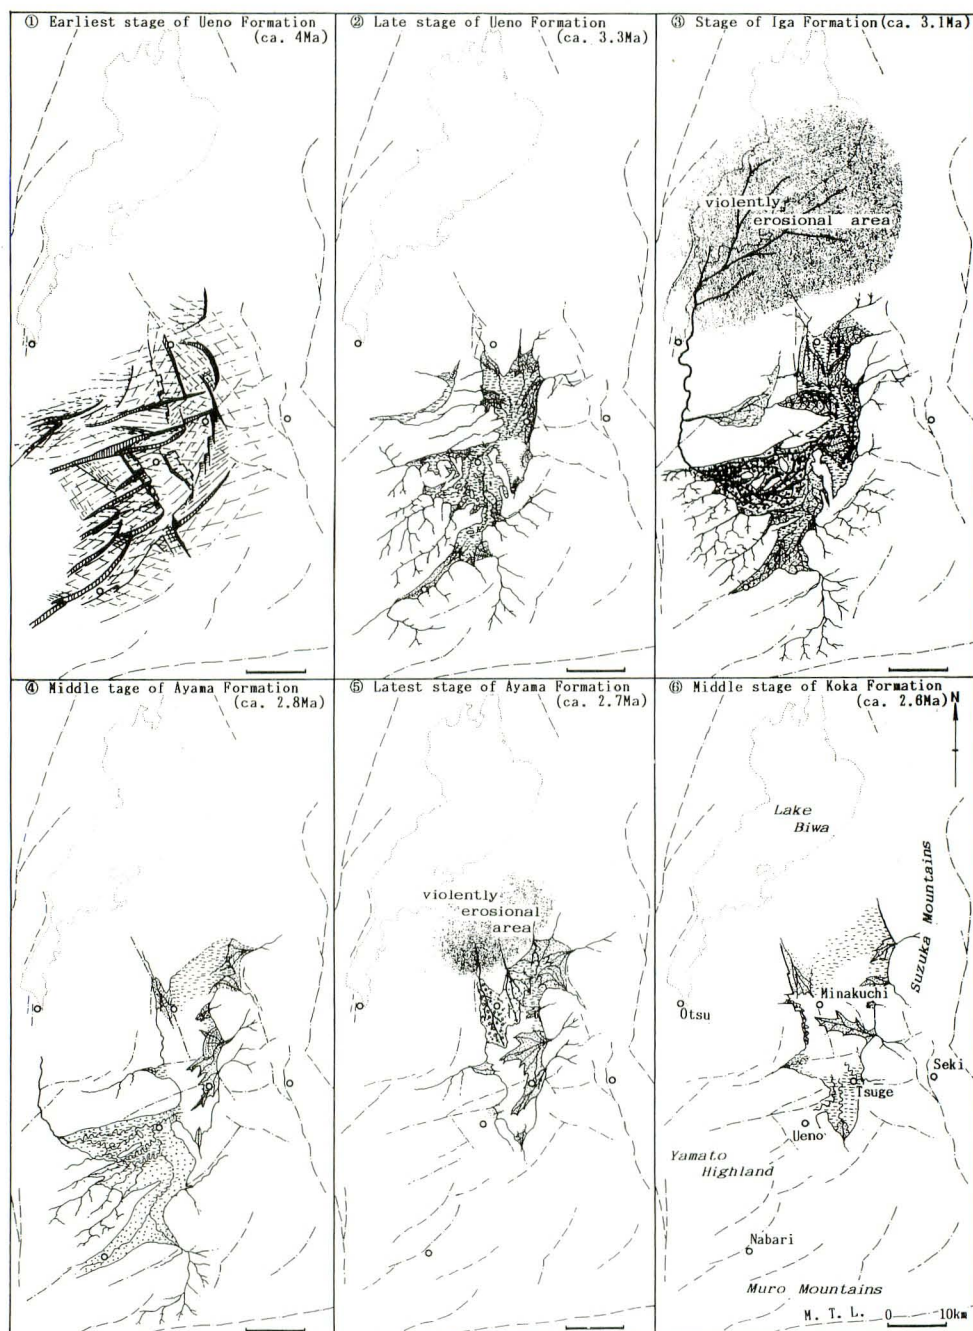 ① Earliest stage of Ueno Formation
(ca. 4Ma)
② Late stage of Ueno Formation
(ca. 3.3Ma)
③ Stage of Iga Formation(ca. 3.1Ma)
violently
erosional area
④ Middle tage of Ayama Formation
(ca. 2.8Ma)
⑤ Latest stage of Ayama Formation
(ca. 2.7Ma)
violently
erosional
area
⑥ Middle stage of Koka Formation
(ca. 2.6Ma)
N
Lake
Biwa
Suzuka Mountains
Minakuchi
Otsu
Seki
Tsuge
Ueno
Yamato
Highland
Nabari
Muro Mountains
M. T. L.
0 10km